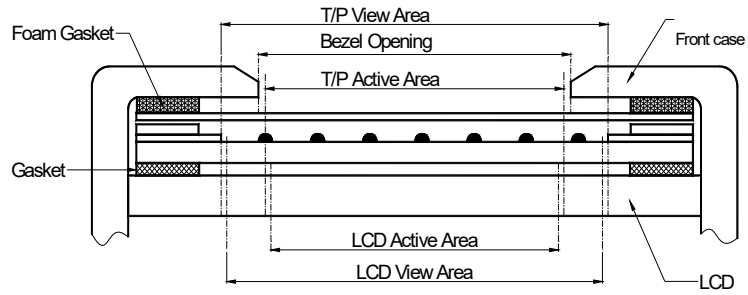 T/P View Area
Foam Gasket
Bezel Opening
Front case
T/P Active Area
Gasket
LCD Active Area
LCD View Area
LCD